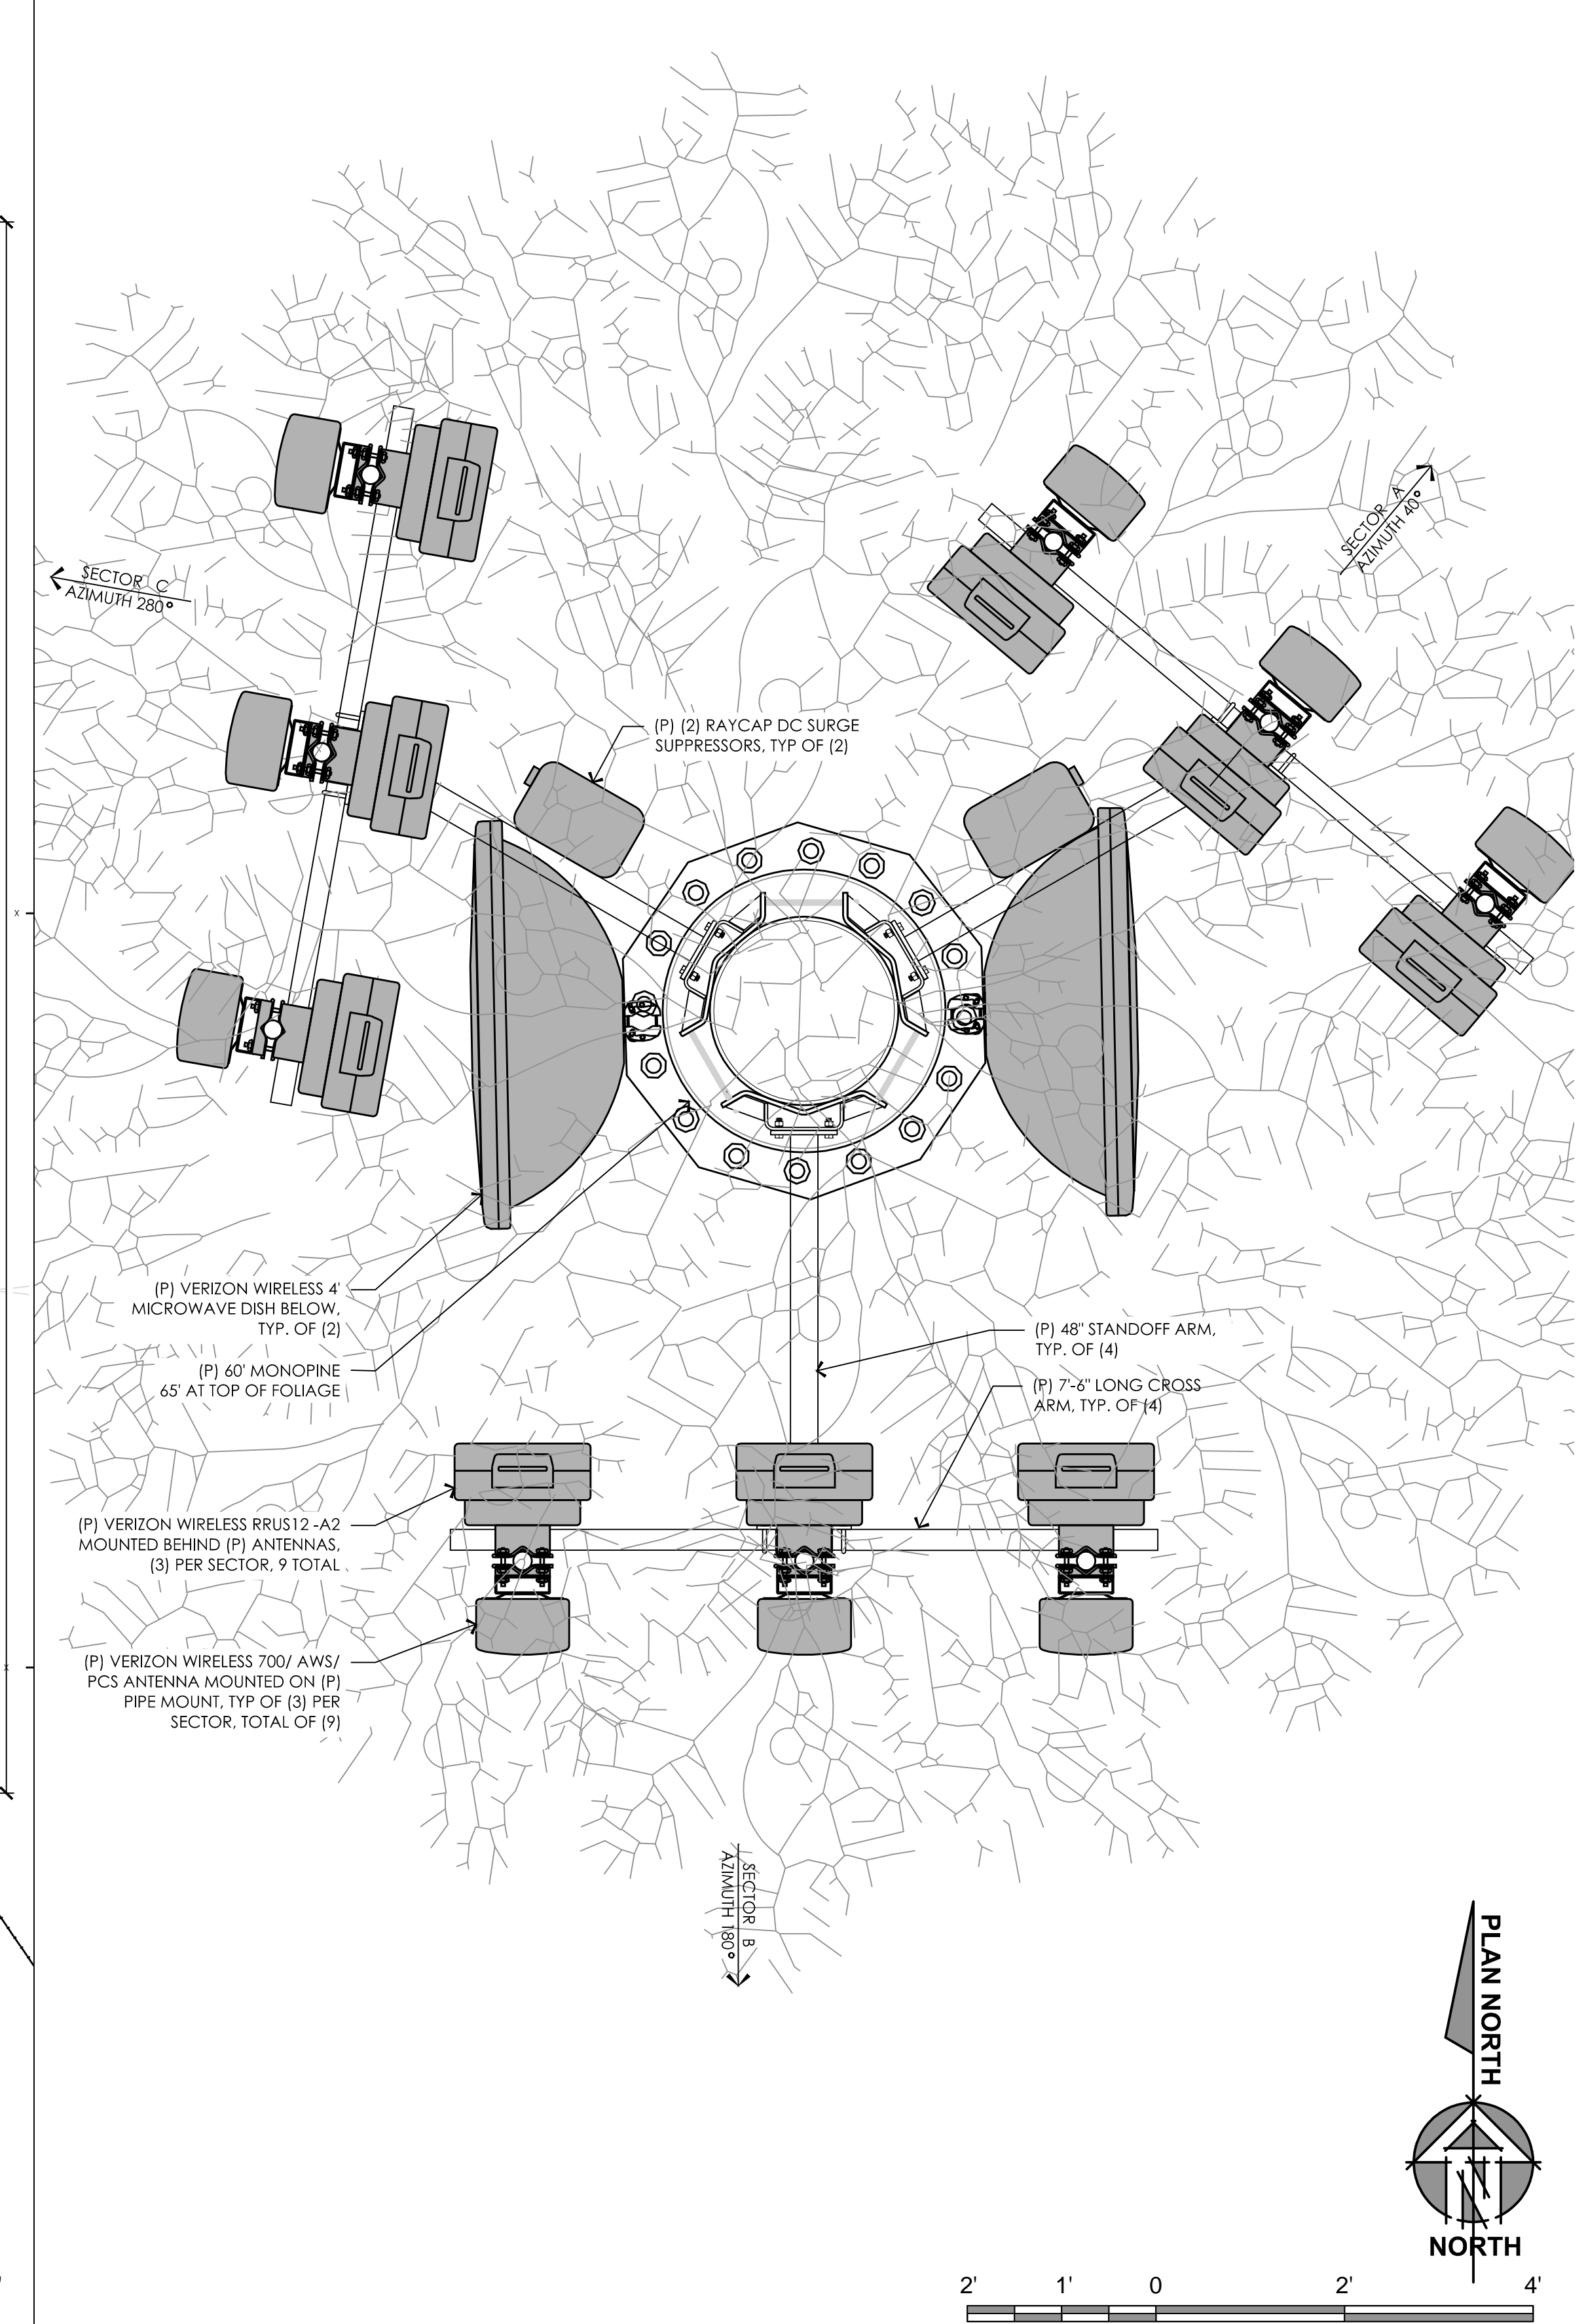 SECTOR A
AZIMUTH 40°
SECTOR C
AZIMUTH 280°
(P) (2) RAYCAP DC SURGE
SUPPRESSORS, TYP OF (2)
X
(P) VERIZON WIRELESS 4'
MICROWAVE DISH BELOW,
TYP. OF (2)
(P) 60' MONOPINE
65' AT TOP OF FOLIAGE
(P) 48" STANDOFF ARM,
TYP. OF (4)
(P) 7'-6" LONG CROSS
ARM, TYP. OF (4)
(P) VERIZON WIRELESS RRUS12 -A2
MOUNTED BEHIND (P) ANTENNAS,
(3) PER SECTOR, 9 TOTAL
(P) VERIZON WIRELESS 700/ AWS/
PCS ANTENNA MOUNTED ON (P)
PIPE MOUNT, TYP OF (3) PER
SECTOR, TOTAL OF (9)
X
SECTOR B
AZIMUTH 180°
PLAN NORTH
N
NORTH
2' 1' 0 2' 4'